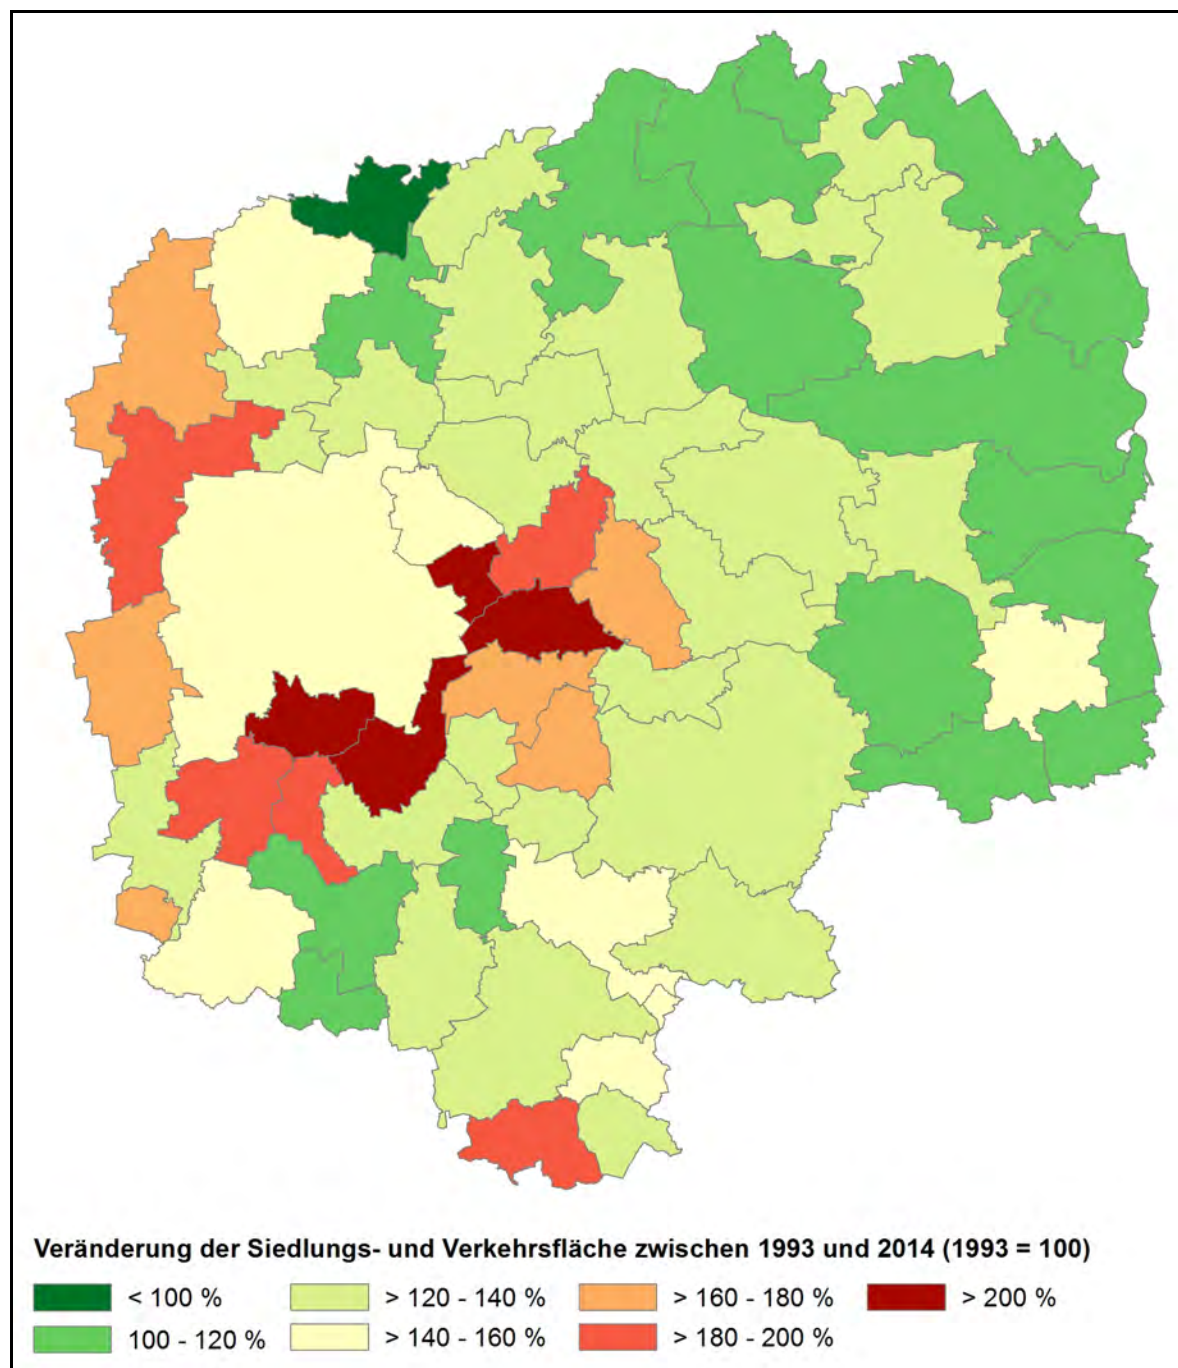 Veränderung der Siedlungs- und Verkehrsfläche zwischen 1993 und 2014 (1993 = 100)
< 100 % > 120 - 140 % > 160 - 180 % > 200 %
100 - 120 % > 140 - 160 % > 180 - 200 %